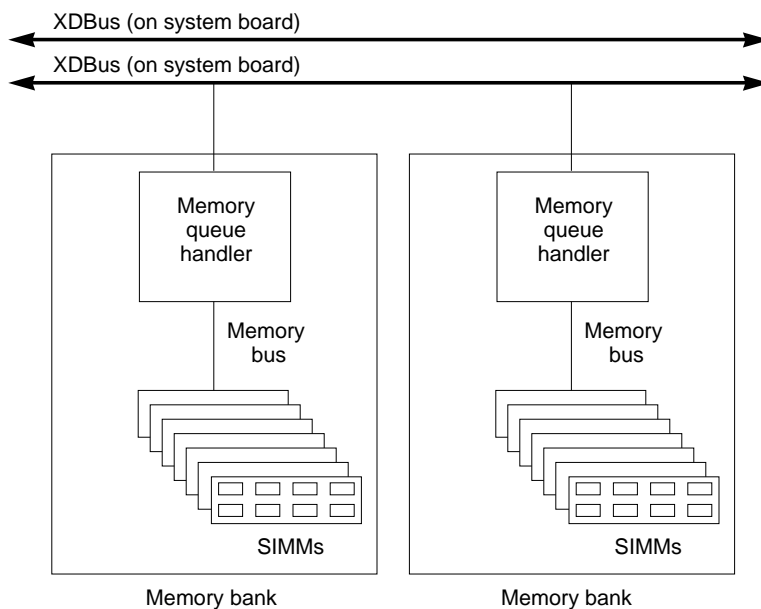 XDBus (on system board)
XDBus (on system board)
Memory
queue
handler
Memory
bus
SIMMs
Memory bank
Memory
queue
handler
Memory
bus
SIMMs
Memory bank